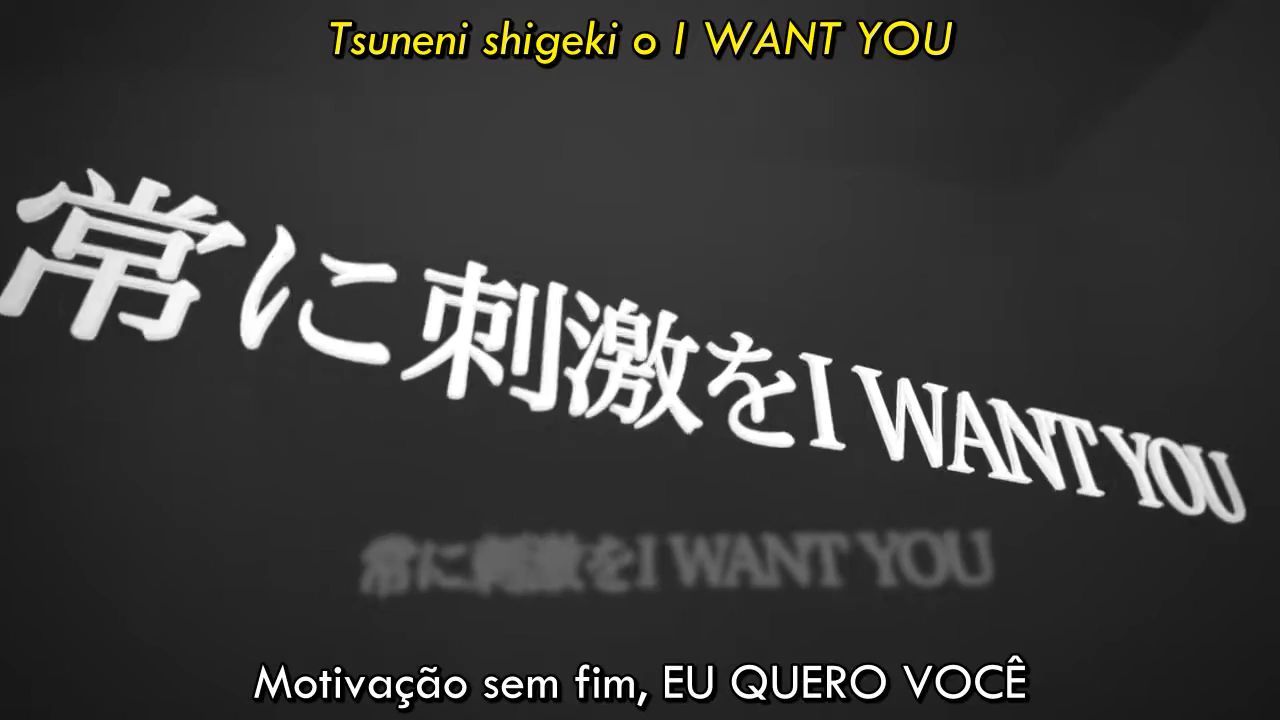 Tsuneni shigeki o I WANT YOU
常に刺激をI WANT YOU
常に刺激をI WANT YOU
Motivação sem fim, EU QUERO VOCÊ